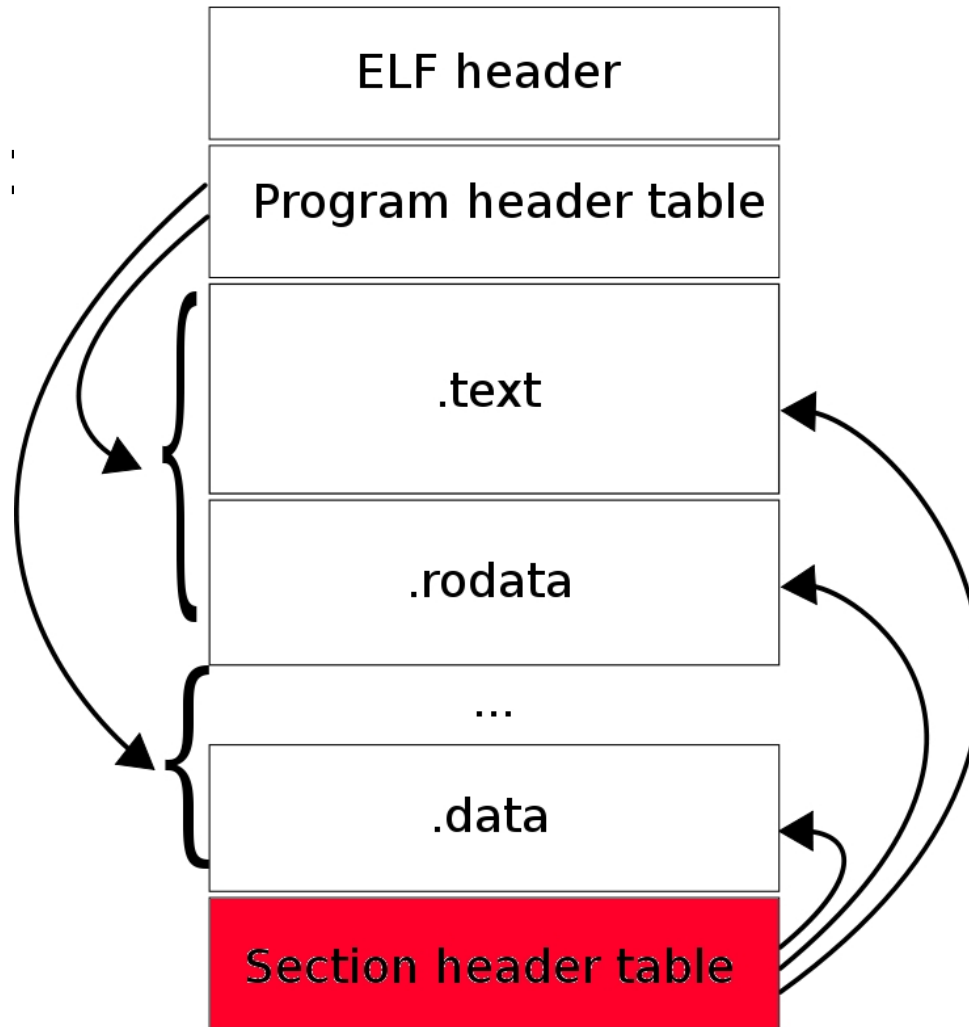 ELF header
Program header table
.text
.rodata
...
.data
Section header table